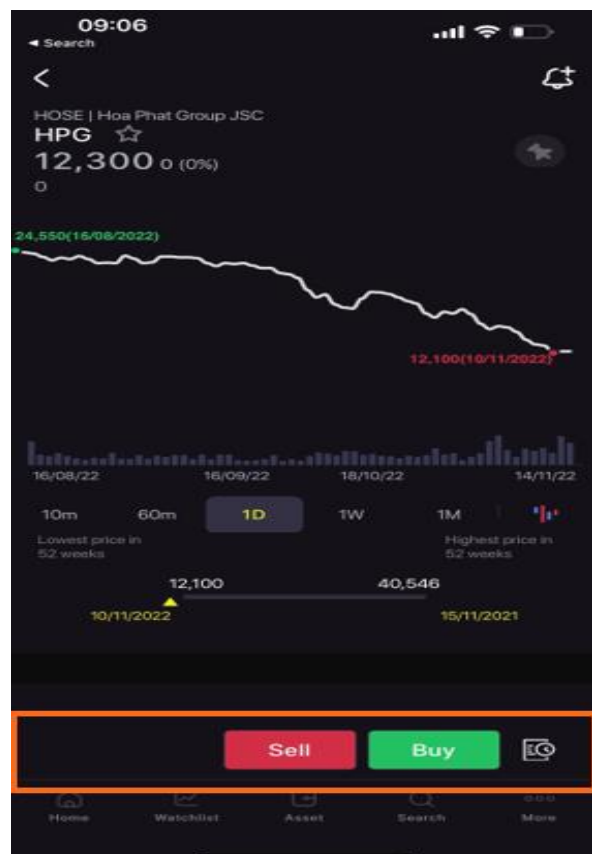 09:06
◂ Search
HOSE | Hoa Phat Group JSC
HPG
12,300 0 (0%)
0
24,550(16/08/2022)
12,100(10/11/2022)
16/08/22 16/09/22 18/10/22 14/11/22
10m 60m 1D 1W 1M
Lowest price in Highest price in
52 weeks 52 weeks
12,100 40,546
10/11/2022 15/11/2021
Sell Buy
Home Watchlist Asset Search More